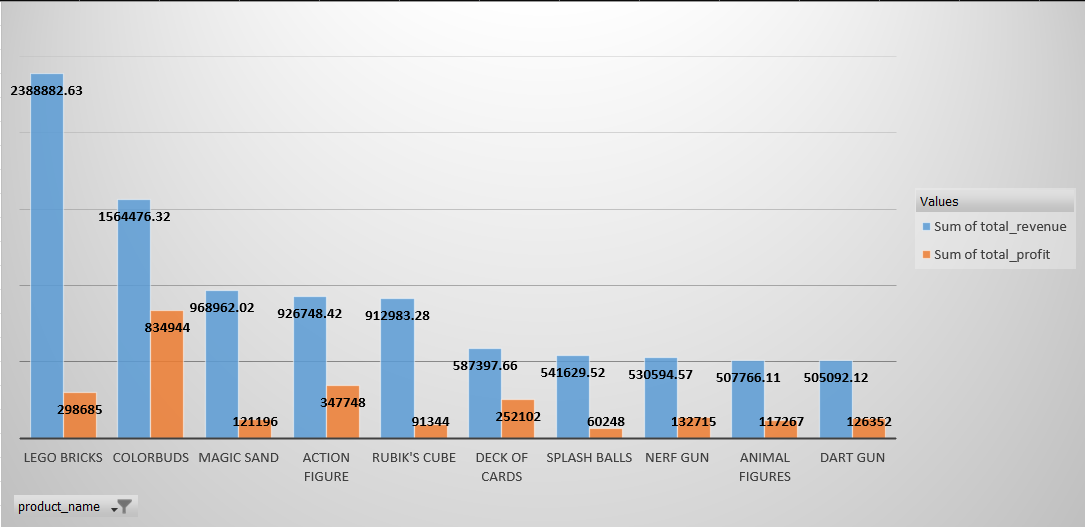 2388882.63
1564476.32
968962.02
926748.42
912983.28
587397.66
541629.52
530594.57
507766.11
505092.12
298685
834944
121196
347748
91344
252102
60248
132715
117267
126352
LEGO BRICKS
COLORBUDS
MAGIC SAND
ACTION
FIGURE
RUBIK'S CUBE
DECK OF
CARDS
SPLASH BALLS
NERF GUN
ANIMAL
FIGURES
DART GUN
Values
Sum of total_revenue
Sum of total_profit
product_name